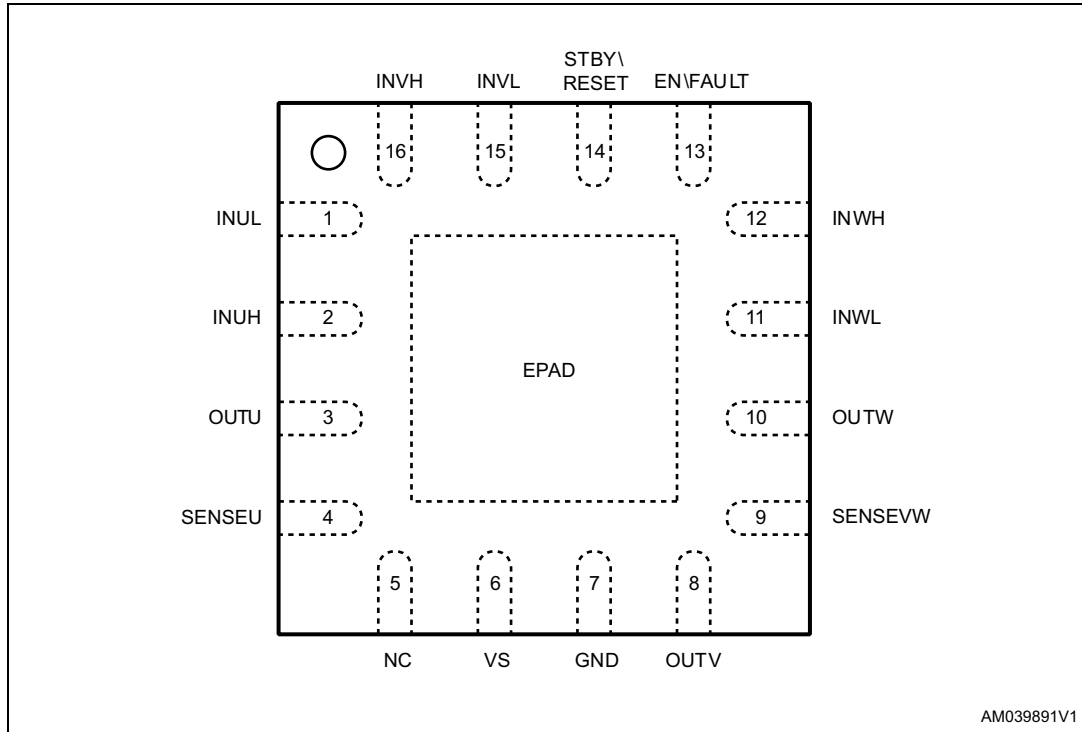 STBY\
INVH INVL RESET EN\FAULT
16 15 14 13
INUL 1 12 INWH
INUH 2 11 INWL
EPAD
OUTU 3 10 OUTW
SENSEU 4 9 SENSEVW
5 6 7 8
NC VS GND OUTV
AM039891V1